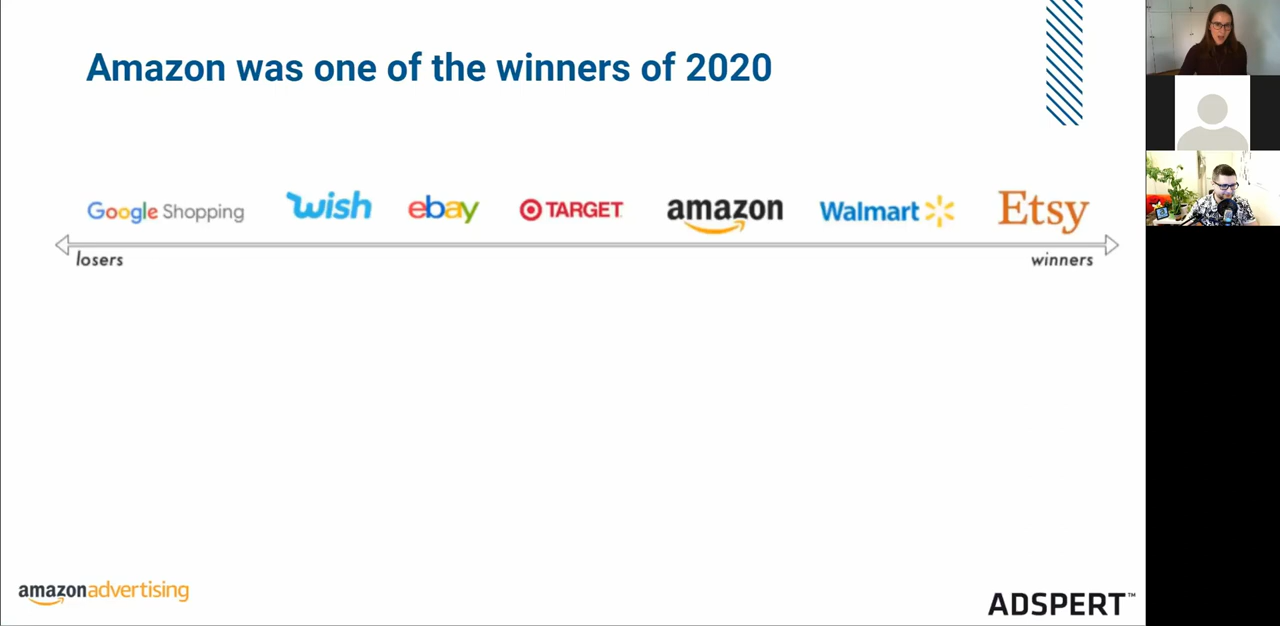 Amazon was one of the winners of 2020
Google Shopping wish ebay TARGET amazon Walmart Etsy
losers winners
amazonadvertising ADSPERT™